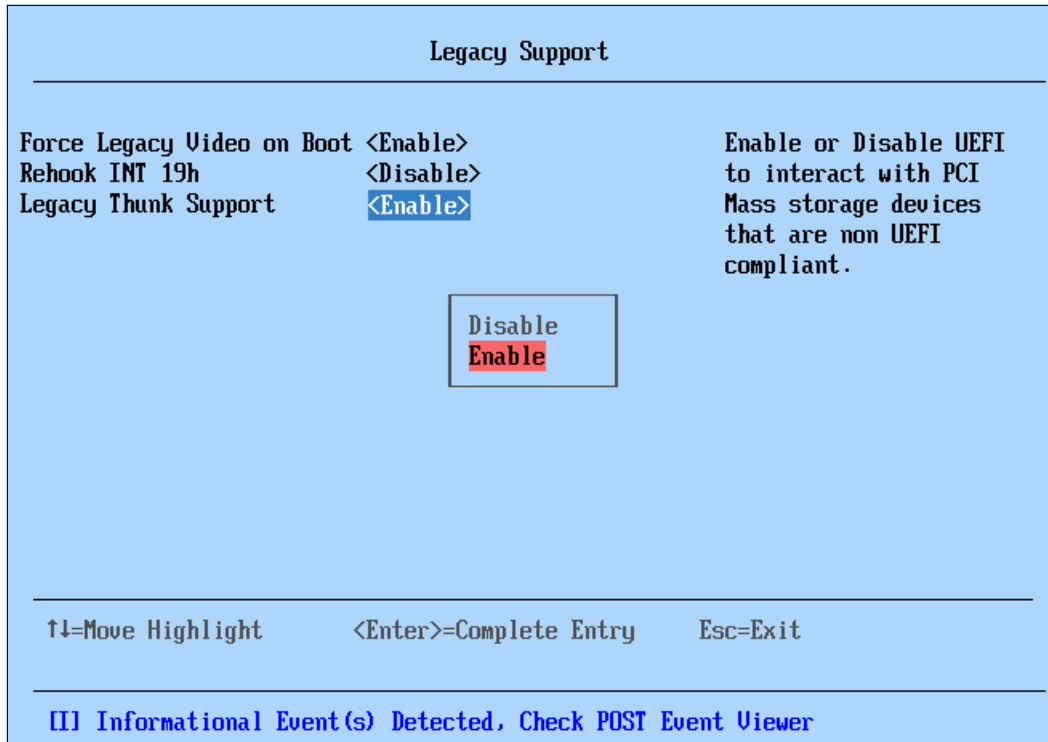 Legacy Support
Force Legacy Video on Boot <Enable>
Rehook INT 19h <Disable>
Legacy Thunk Support <Enable>
Enable or Disable UEFI
to interact with PCI
Mass storage devices
that are non UEFI
compliant.
Disable
Enable
↑↓=Move Highlight <Enter>=Complete Entry Esc=Exit
[I] Informational Event(s) Detected, Check POST Event Viewer